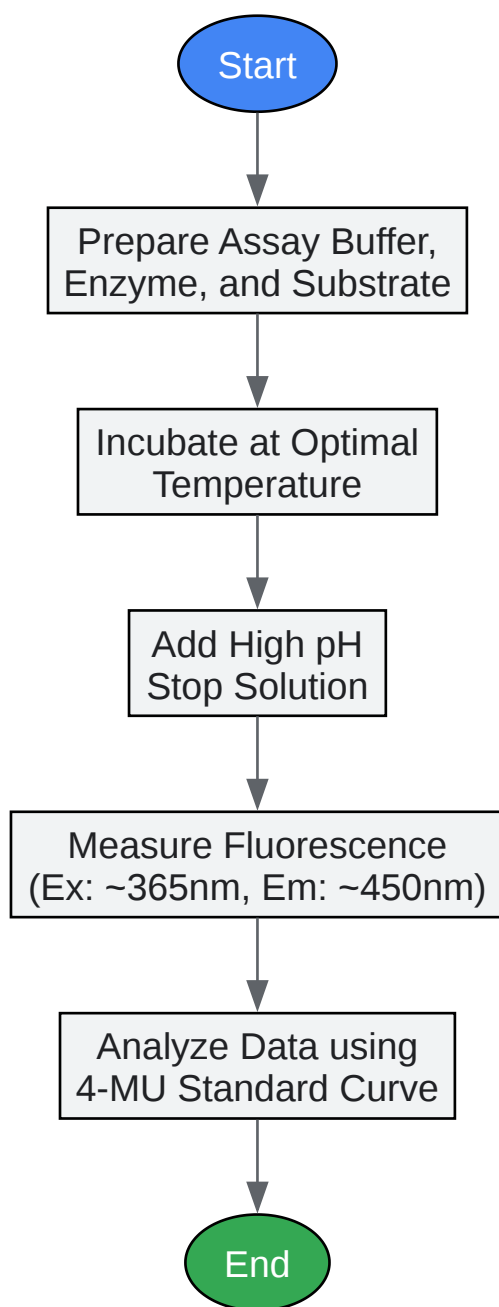 Start
Prepare Assay Buffer,
Enzyme, and Substrate
Incubate at Optimal
Temperature
Add High pH
Stop Solution
Measure Fluorescence
(Ex: ~365nm, Em: ~450nm)
Analyze Data using
4-MU Standard Curve
End